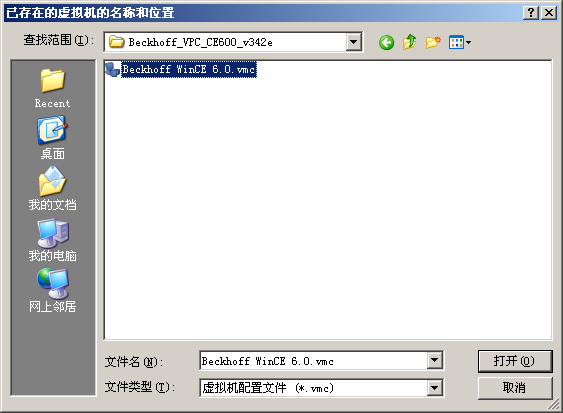 已存在的虚拟机的名称和位置
查找范围(I):
Beckhoff_VPC_CE600_v342e
Beckhoff WinCE 6.0.vmc
Recent
桌面
我的文档
我的电脑
网上邻居
文件名(N):
Beckhoff WinCE 6.0.vmc
打开(O)
文件类型(T):
虚拟机配置文件 (*.vmc)
取消